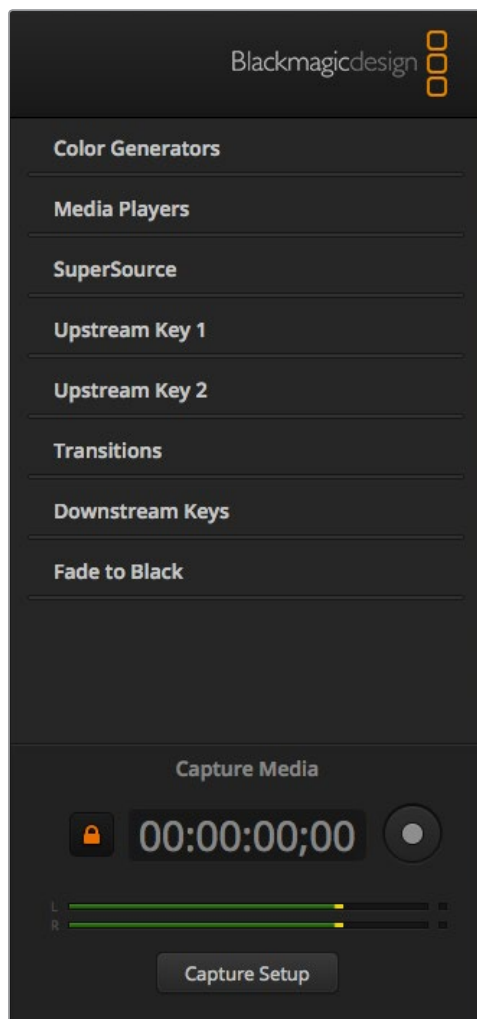 Blackmagicdesign
Color Generators
Media Players
SuperSource
Upstream Key 1
Upstream Key 2
Transitions
Downstream Keys
Fade to Black
Capture Media
00:00:00;00
L
R
Capture Setup